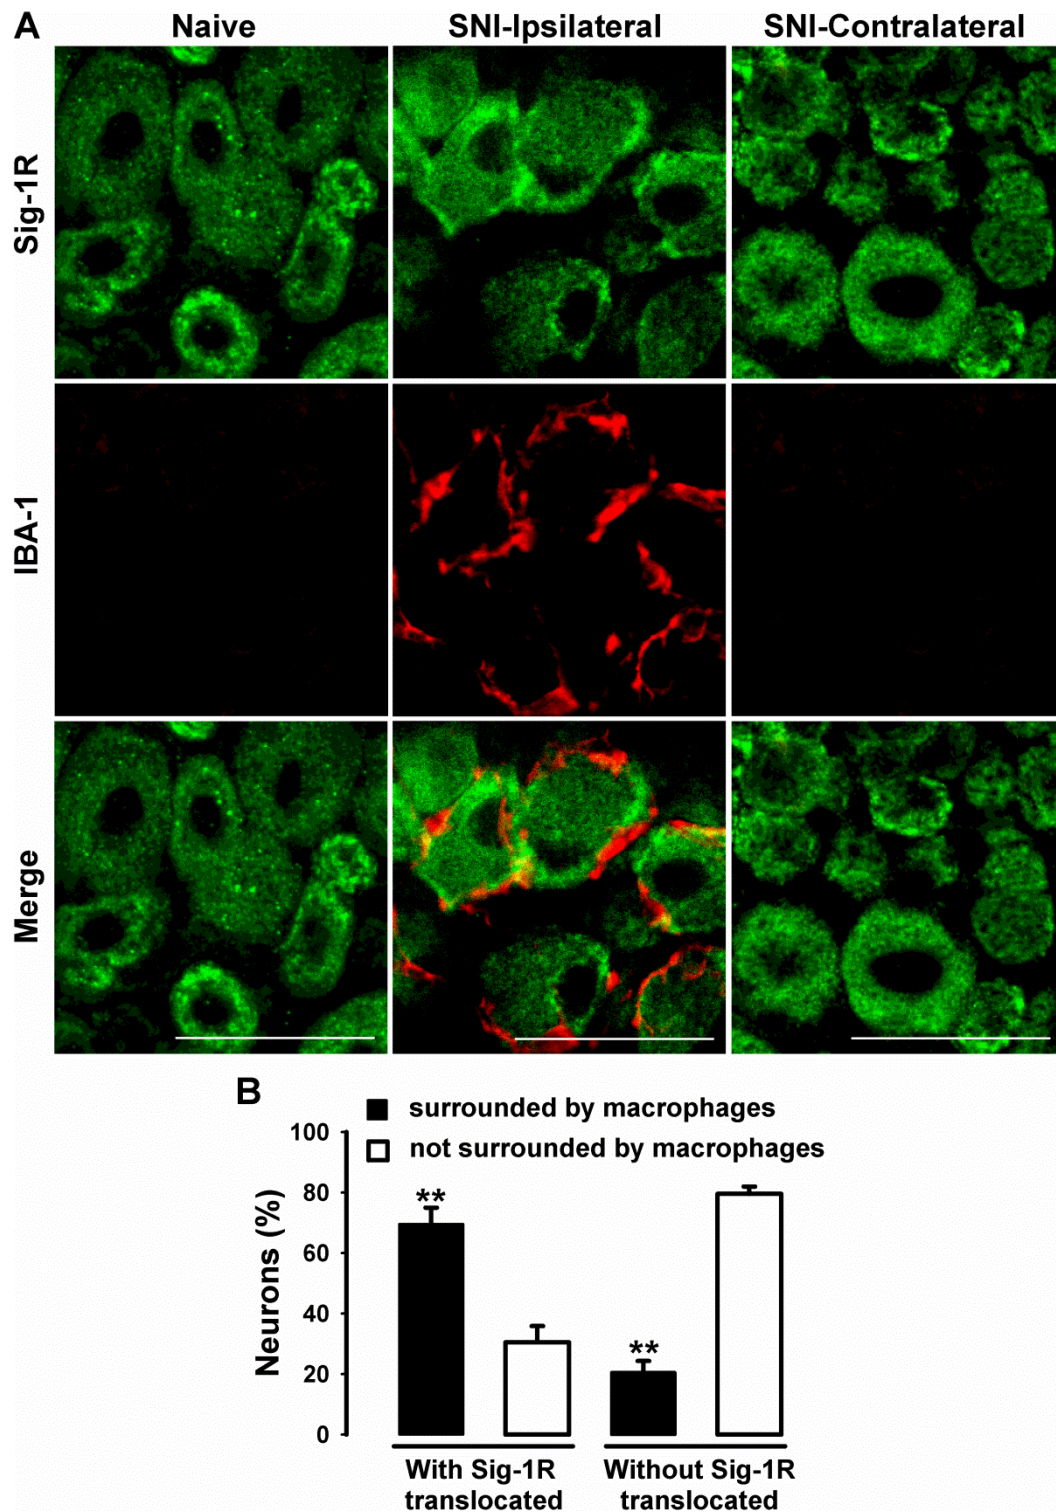 A
Naive
SNI-Ipsilateral
SNI-Contralateral
Sig-1R
IBA-1
Merge
B
surrounded by macrophages
not surrounded by macrophages
Neurons (%)
100
80
60
40
20
0
**
**
With Sig-1R
translocated
Without Sig-1R
translocated